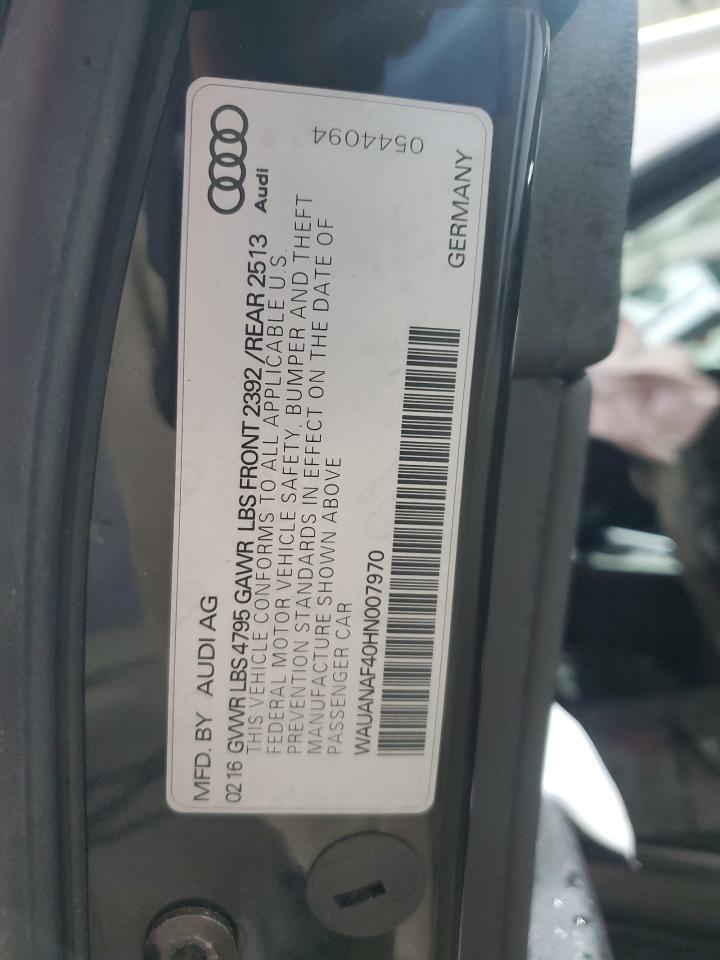 MFD. BY AUDI AG
Audi
02 16 GVWR LBS 4795 GAWR LBS FRONT 2392 /REAR 2513
THIS VEHICLE CONFORMS TO ALL APPLICABLE U.S.
FEDERAL MOTOR VEHICLE SAFETY, BUMPER AND THEFT
PREVENTION STANDARDS IN EFFECT ON THE DATE OF
MANUFACTURE SHOWN ABOVE
PASSENGER CAR
WAUANAF40HN007970
0544094
GERMANY